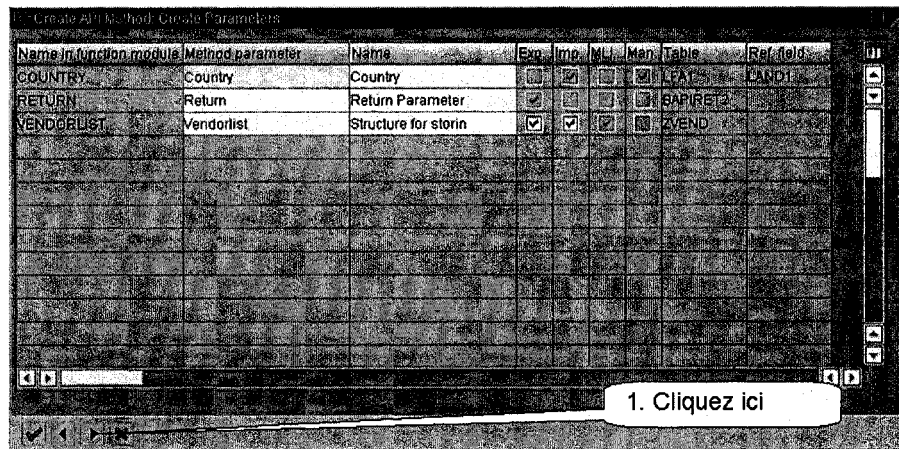 Create API Method: Create Parameters
Name in function module Method parameter Name Exp. Imp. MLi. Man. Table Ref. field
COUNTRY Country Country LFA1 LAND1
RETURN Return Return Parameter BAPIRET2
VENDORLIST Vendorlist Structure for storin ZVEND
1. Cliquez ici